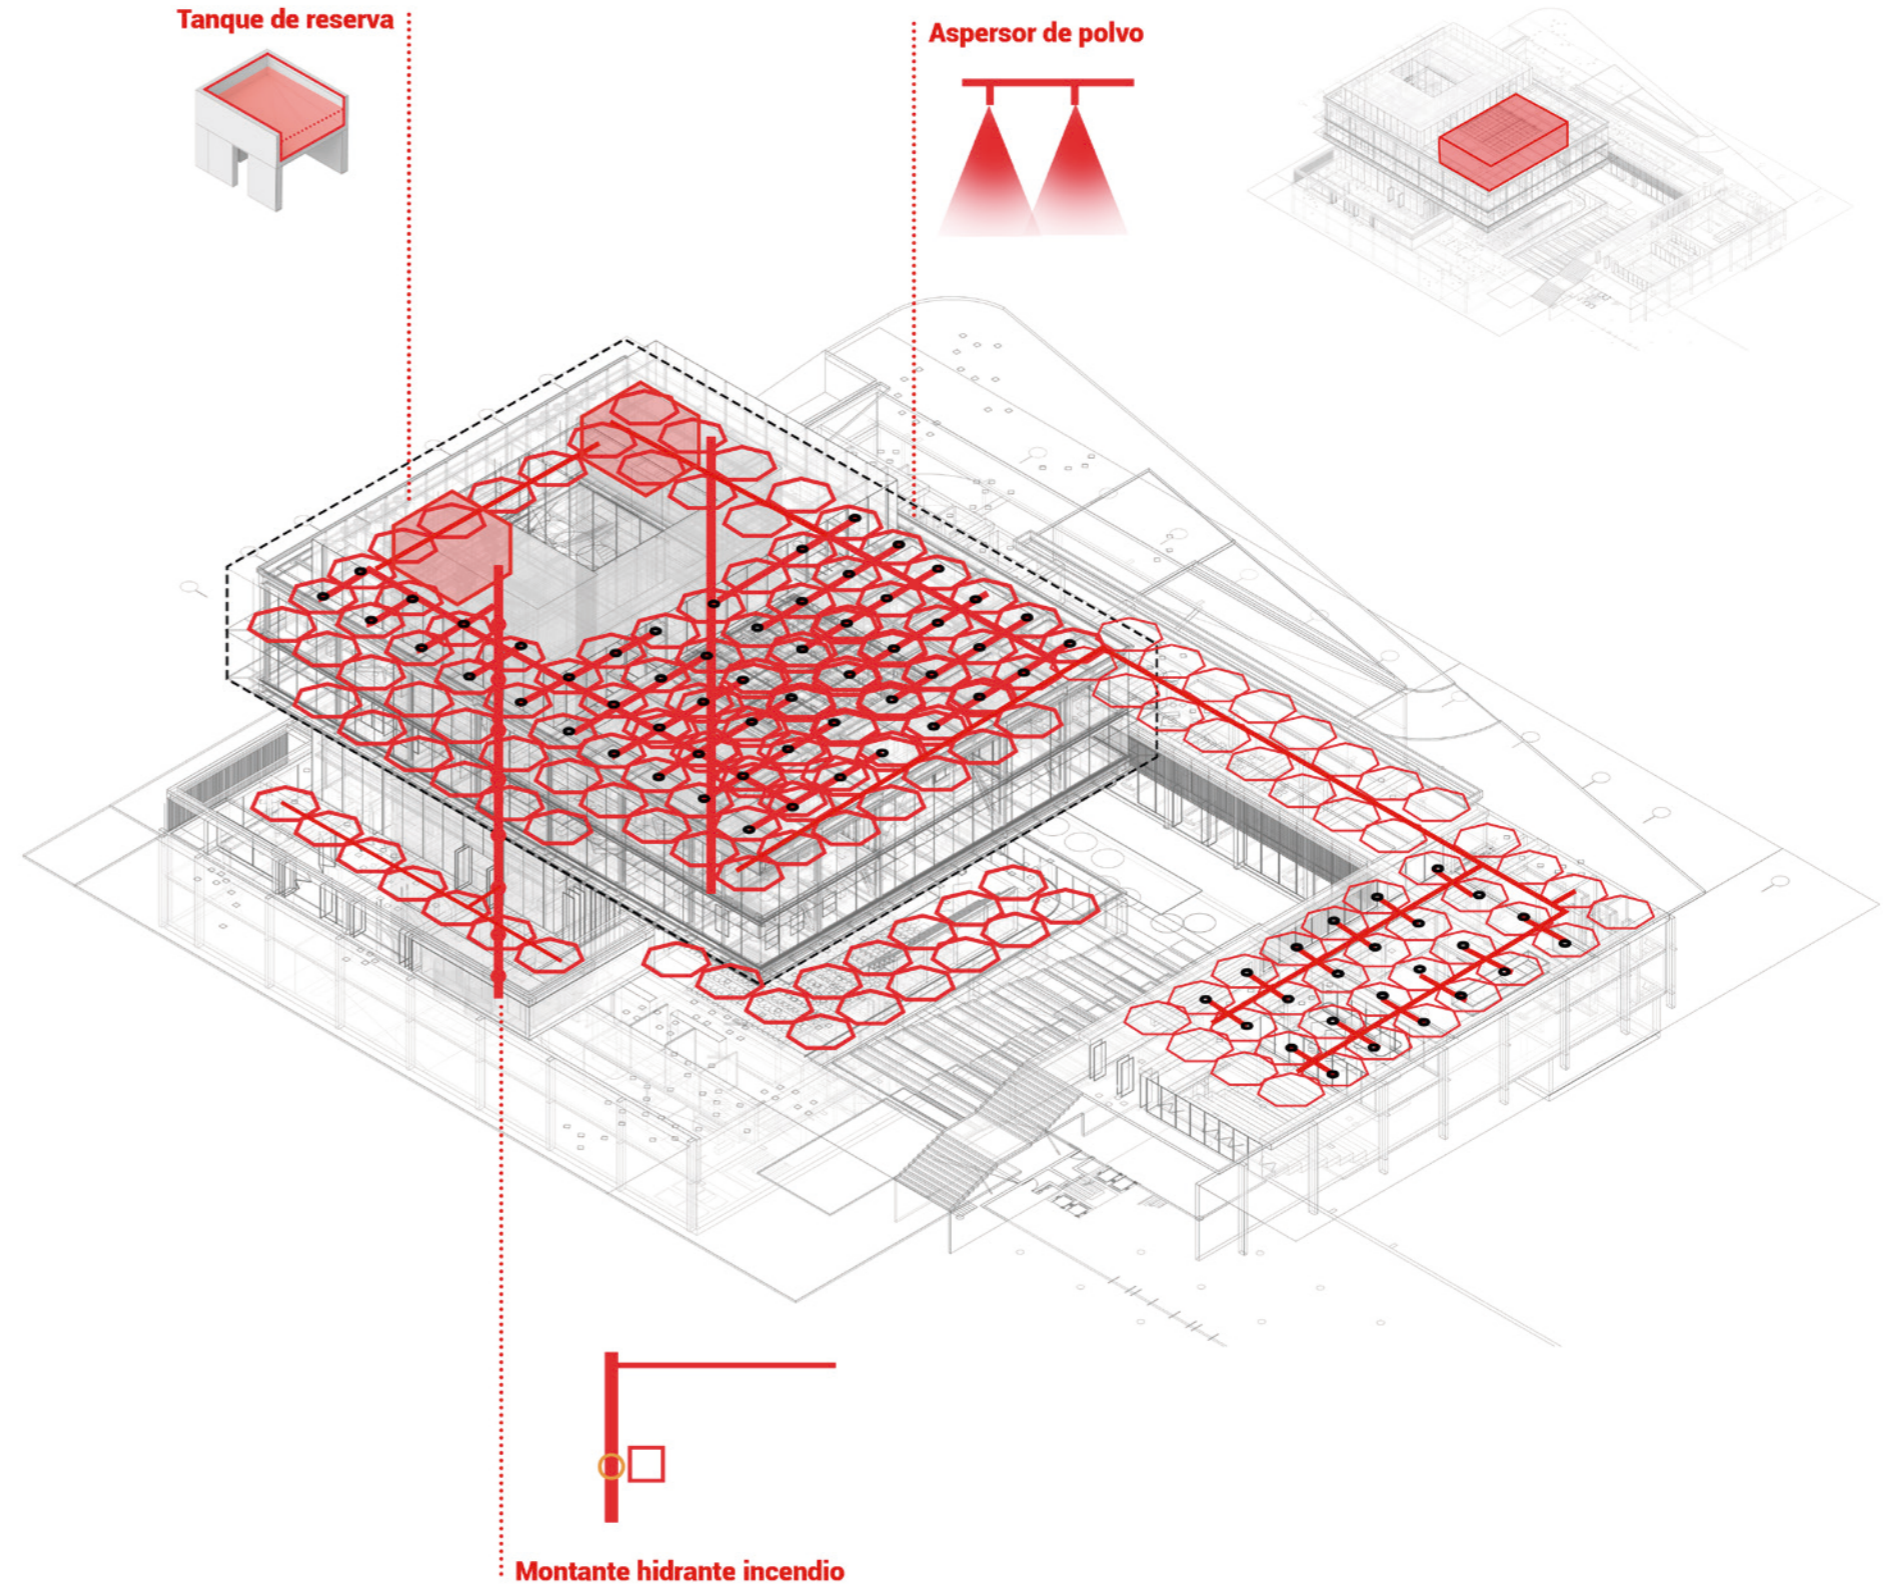 Tanque de reserva
Aspersor de polvo
Montante hidrante incendio